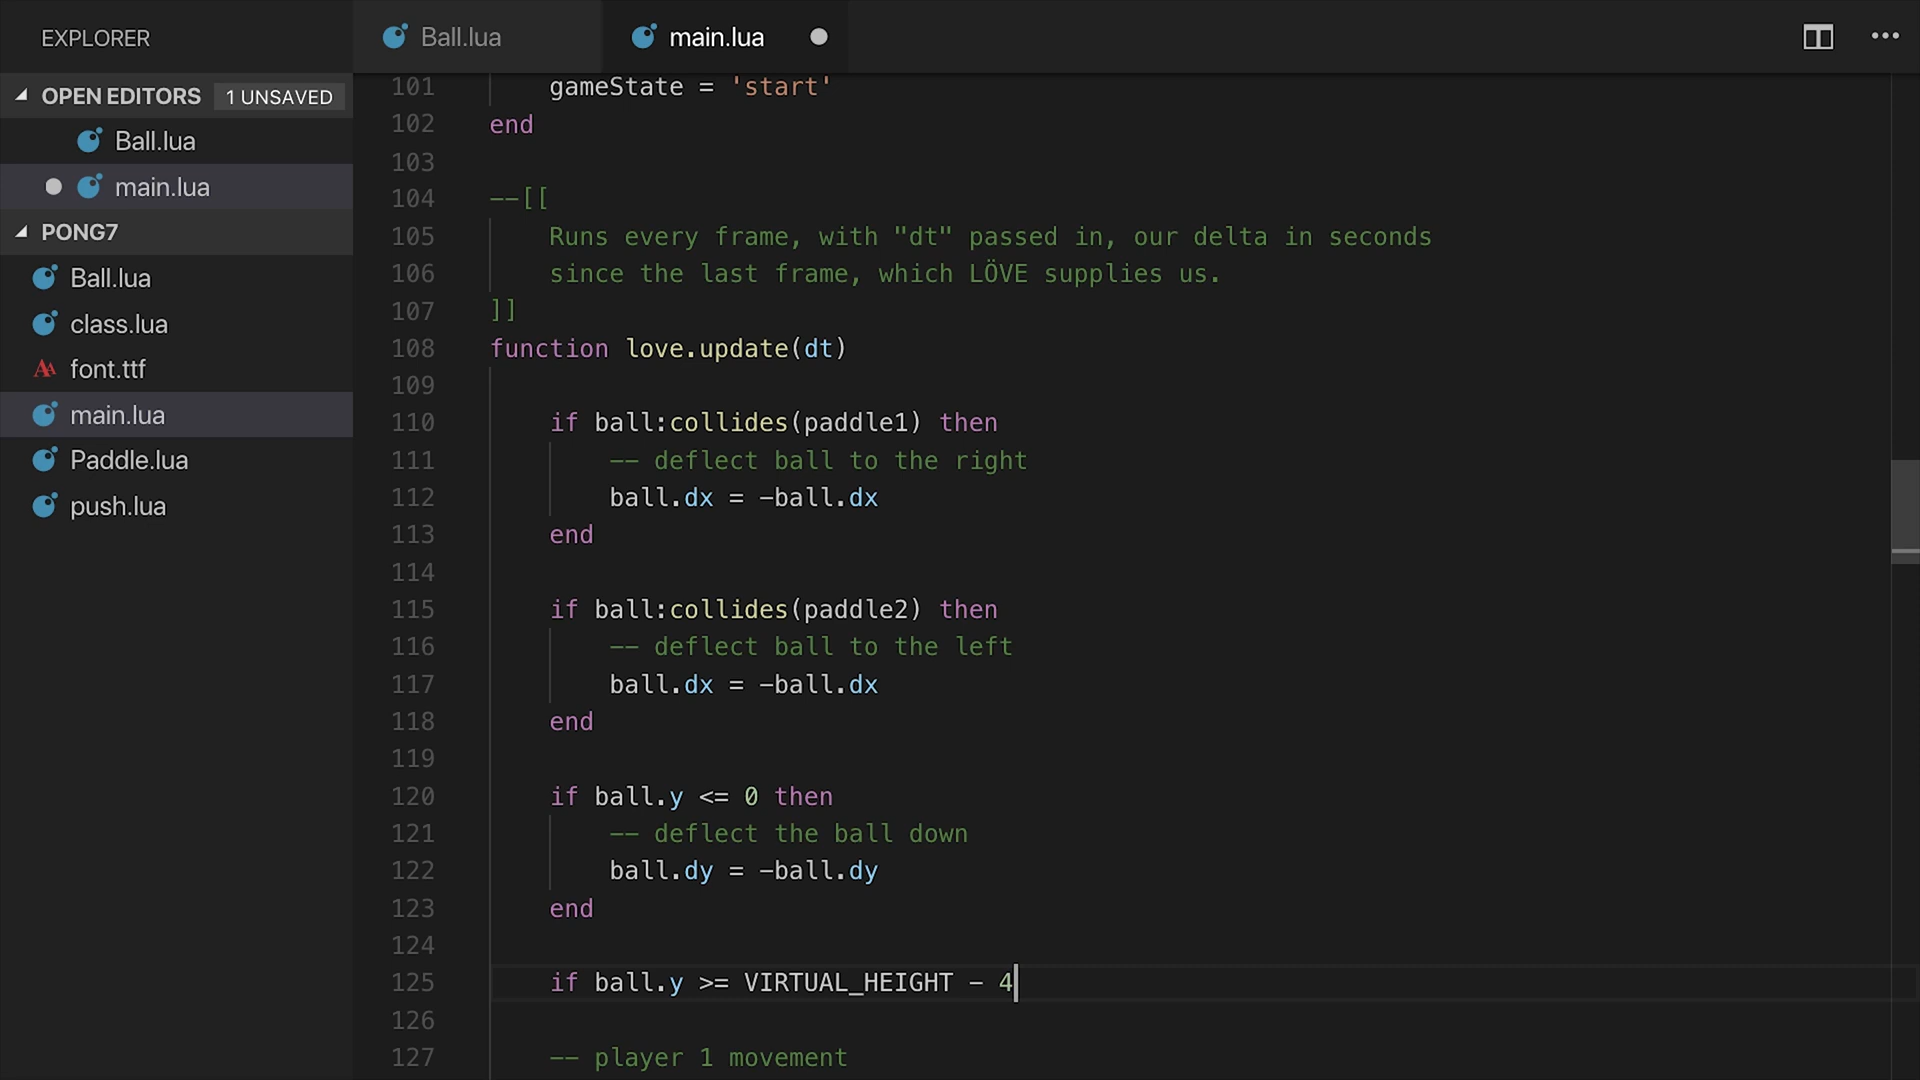 EXPLORER
OPEN EDITORS 1 UNSAVED
Ball.lua
main.lua
PONG7
Ball.lua
class.lua
font.ttf
main.lua
Paddle.lua
push.lua
Ball.lua main.lua
101 gameState = 'start'
102 end
103
104 --[[
105 Runs every frame, with "dt" passed in, our delta in seconds
106 since the last frame, which LÖVE supplies us.
107 ]]
108 function love.update(dt)
109
110 if ball:collides(paddle1) then
111 -- deflect ball to the right
112 ball.dx = -ball.dx
113 end
114
115 if ball:collides(paddle2) then
116 -- deflect ball to the left
117 ball.dx = -ball.dx
118 end
119
120 if ball.y <= 0 then
121 -- deflect the ball down
122 ball.dy = -ball.dy
123 end
124
125 if ball.y >= VIRTUAL_HEIGHT - 4
126
127 -- player 1 movement